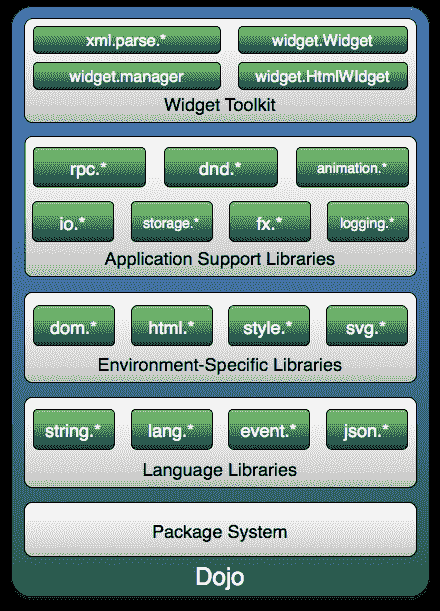 xml.parse.* widget.Widget
widget.manager widget.HtmlWIdget
Widget Toolkit
rpc.* dnd.* animation.*
io.* storage.* fx.* logging.*
Application Support Libraries
dom.* html.* style.* svg.*
Environment-Specific Libraries
string.* lang.* event.* json.*
Language Libraries
Package System
Dojo